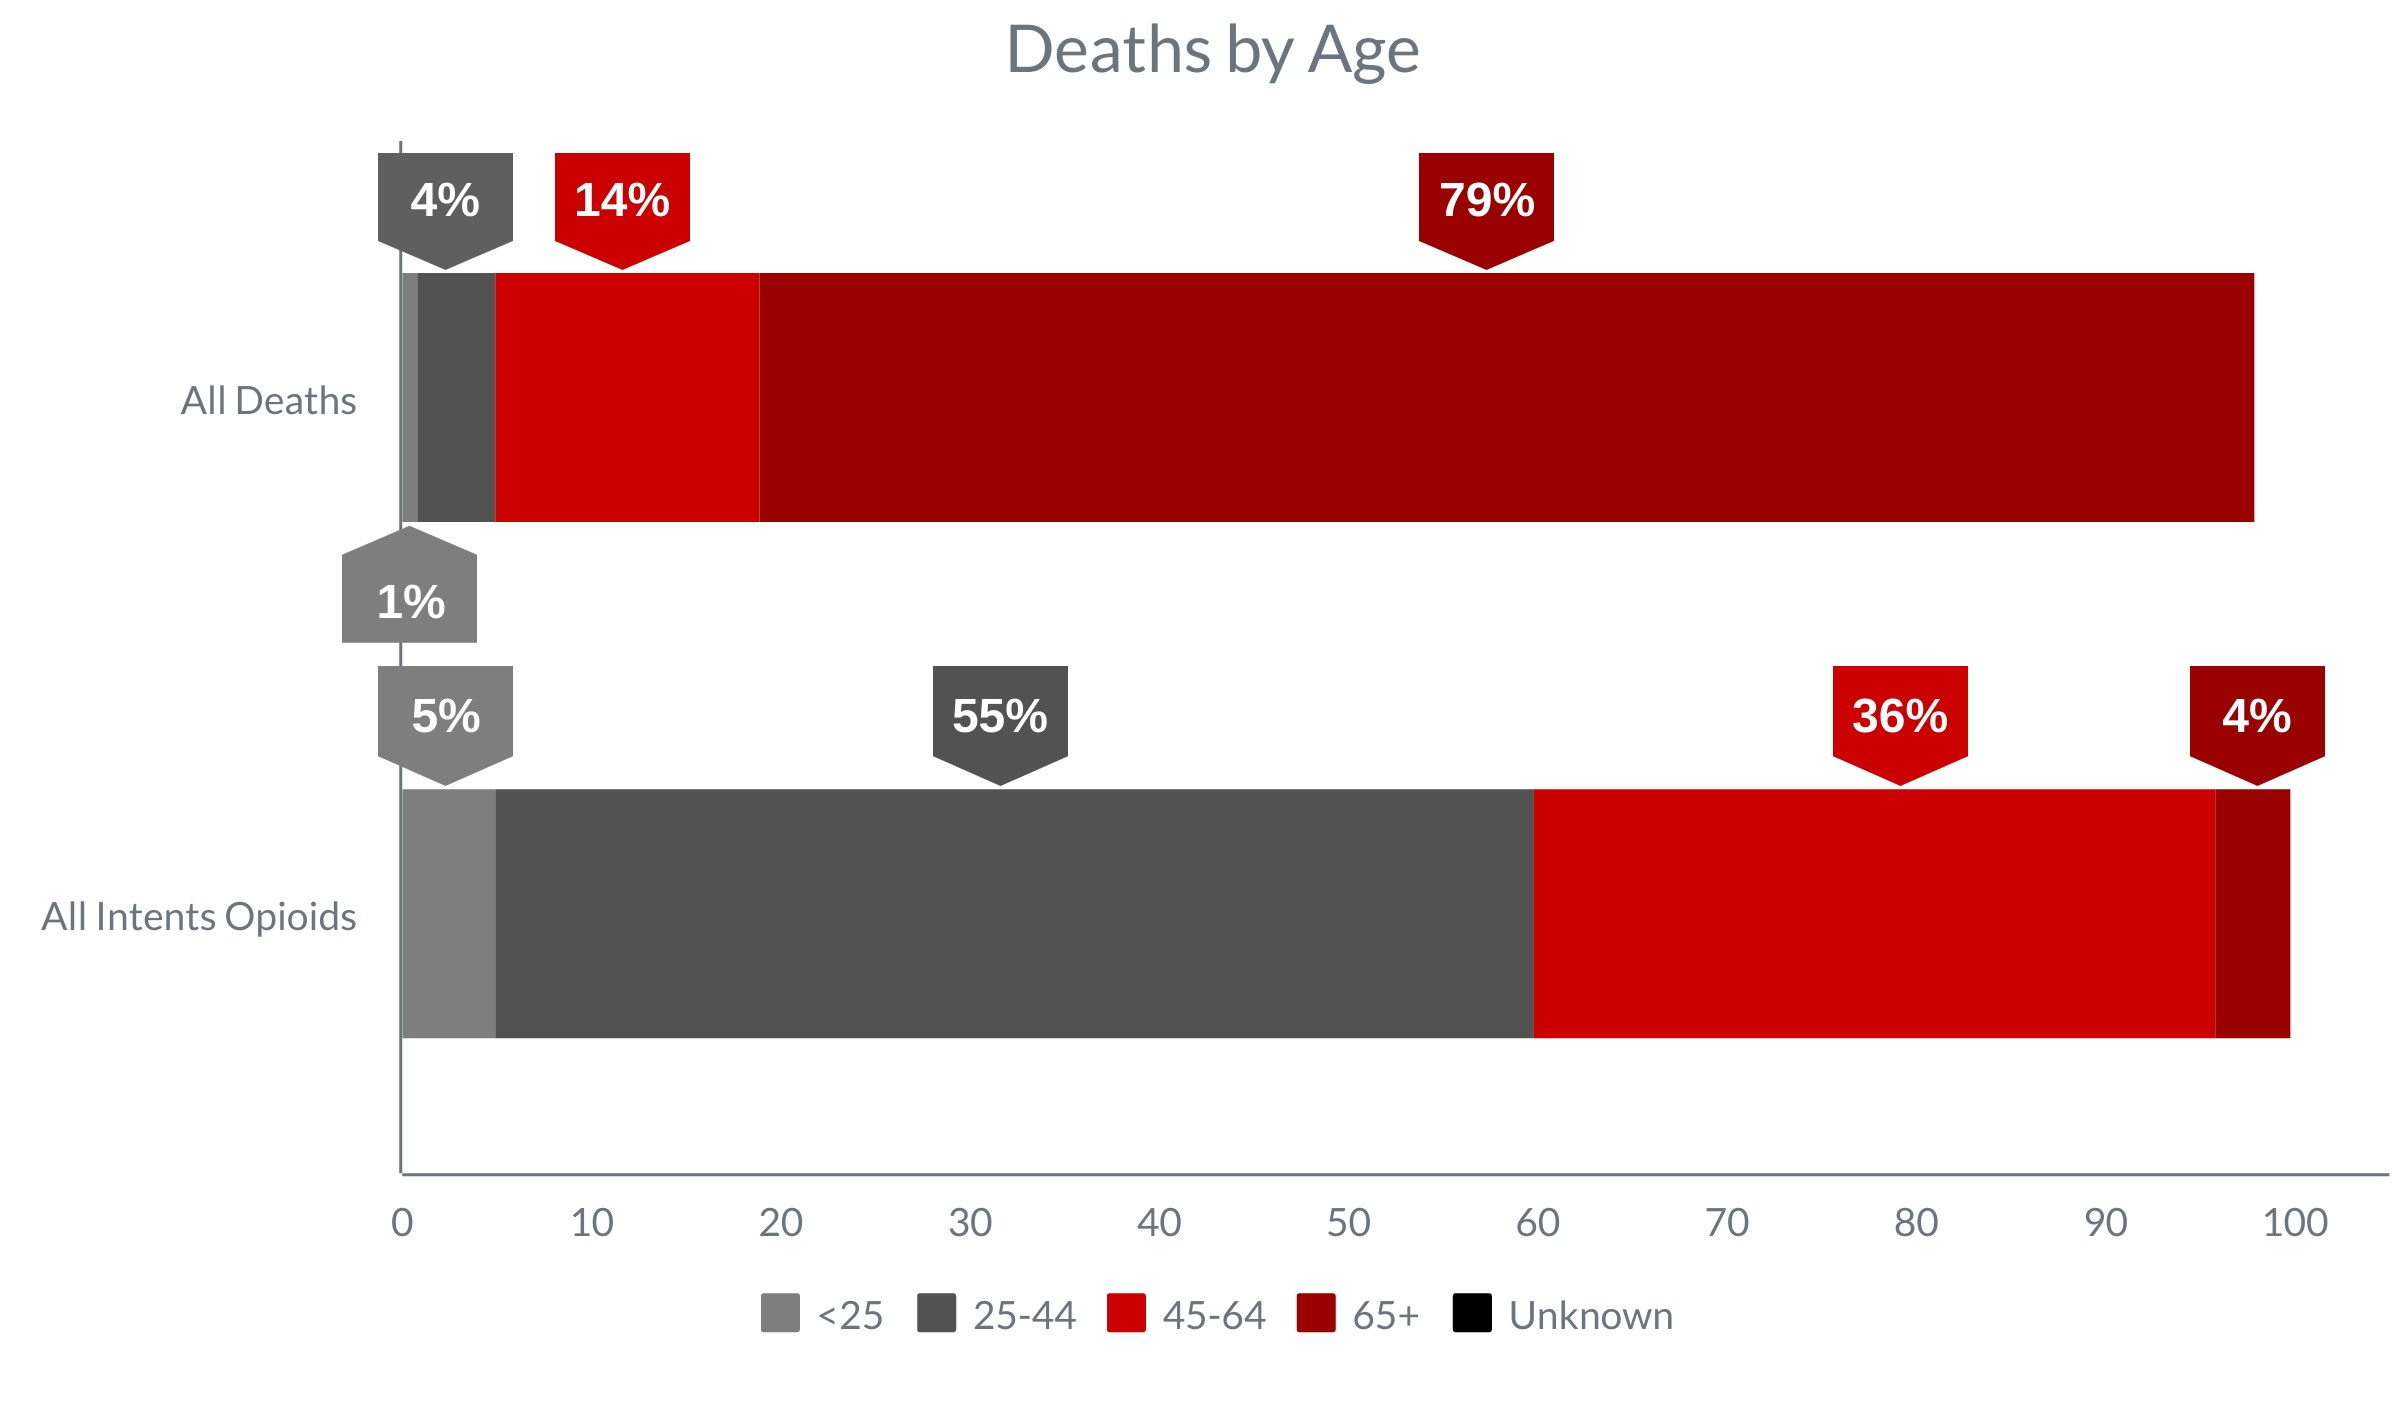 Deaths by Age
4% 14% 79%
All Deaths
1%
5% 55% 36% 4%
All Intents Opioids
0 10 20 30 40 50 60 70 80 90 100
<25 25-44 45-64 65+ Unknown